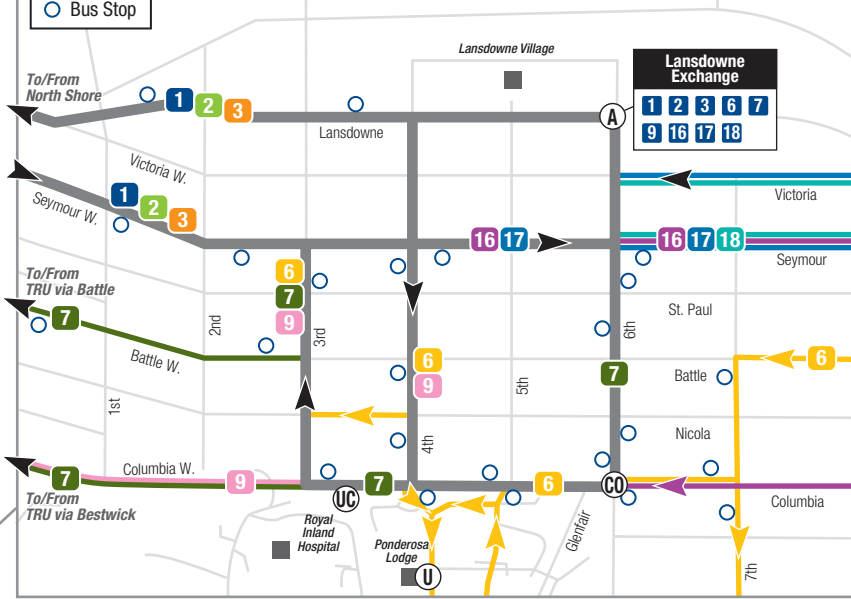 Bus Stop
Lansdowne Village
Lansdowne
Exchange
1 2 3 6 7
9 16 17 18
To/From
North Shore
1 2 3
Lansdowne
A
Victoria W.
Victoria
Seymour W.
1 2 3
16 17
16 17 18
Seymour
To/From
TRU via Battle
7
6
7
9
2nd
3rd
St. Paul
6th
Battle W.
6
9
5th
7
Battle
6
1st
4th
Nicola
Columbia W.
7
9
7
6
CO
UC
Columbia
To/From
TRU via Bestwick
Royal
Inland
Hospital
Ponderosa
Lodge
U
Glenfair
7th